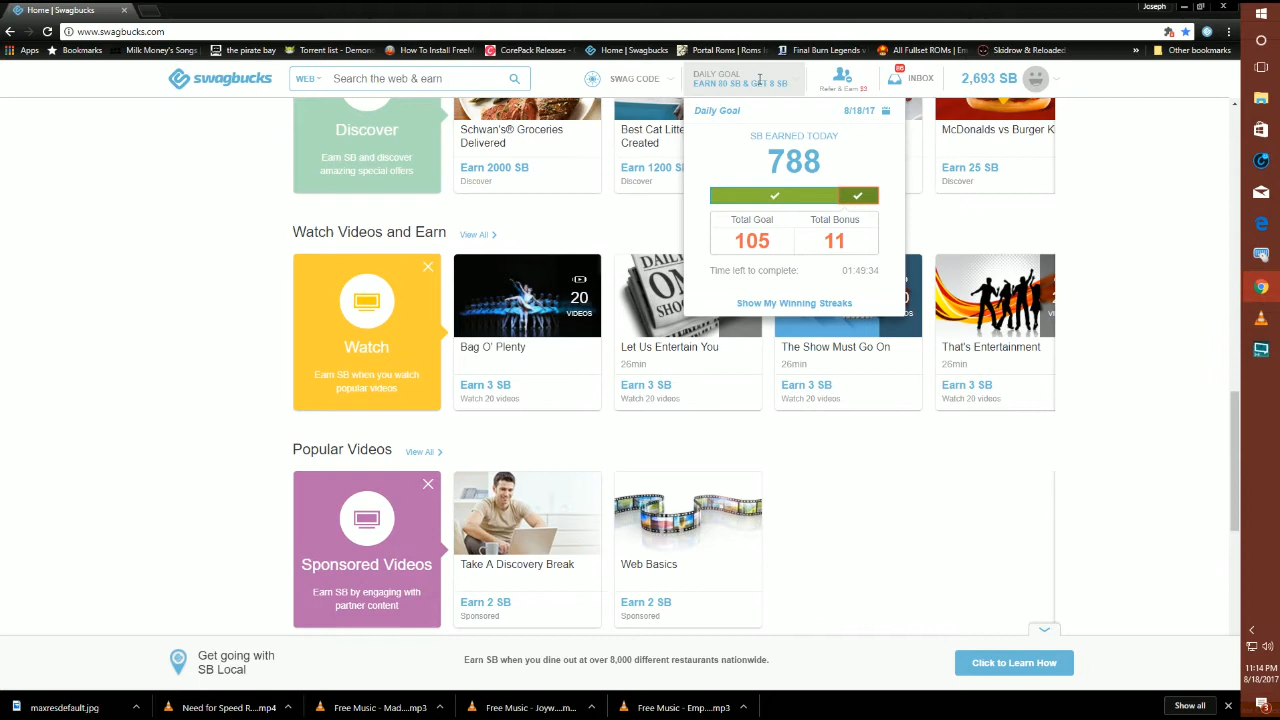 Home | Swagbucks
Joseph
www.swagbucks.com
Apps
Bookmarks
Milk Money's Songs
the pirate bay
Torrent list - Demono
How To Install FreeM
CorePack Releases -
Home | Swagbucks
Portal Roms | Roms Is
Final Burn Legends v
All Fullset ROMs | Em
Skidrow & Reloaded
»
Other bookmarks
swagbucks
WEB
Search the web & earn
SWAG CODE
DAILY GOAL
EARN 80 SB & GET 8 SB
Refer & Earn $3
86
INBOX
2,693 SB
Discover
Earn SB and discover
amazing special offers
Schwan's® Groceries
Delivered
Earn 2000 SB
Discover
Best Cat Litte
Created
Earn 1200 SB
Discover
McDonalds vs Burger K
Earn 25 SB
Discover
Daily Goal
8/18/17
SB EARNED TODAY
788
Total Goal
Total Bonus
105
11
Time left to complete:
01:49:34
Show My Winning Streaks
Watch Videos and Earn
View All
Watch
Earn SB when you watch
popular videos
20
VIDEOS
Bag O' Plenty
Earn 3 SB
Watch 20 videos
DAILY
Let Us Entertain You
26min
Earn 3 SB
Watch 20 videos
The Show Must Go On
26min
Earn 3 SB
Watch 20 videos
That's Entertainment
26min
Earn 3 SB
Watch 20 videos
Popular Videos
View All
Sponsored Videos
Earn SB by engaging with
partner content
Take A Discovery Break
Earn 2 SB
Sponsored
Web Basics
Earn 2 SB
Sponsored
Get going with
SB Local
Earn SB when you dine out at over 8,000 different restaurants nationwide.
Click to Learn How
maxresdefault.jpg
Need for Speed R....mp4
Free Music - Mad....mp3
Free Music - Joyw....mp3
Free Music - Emp....mp3
Show all
11:14 PM
8/18/2017
3